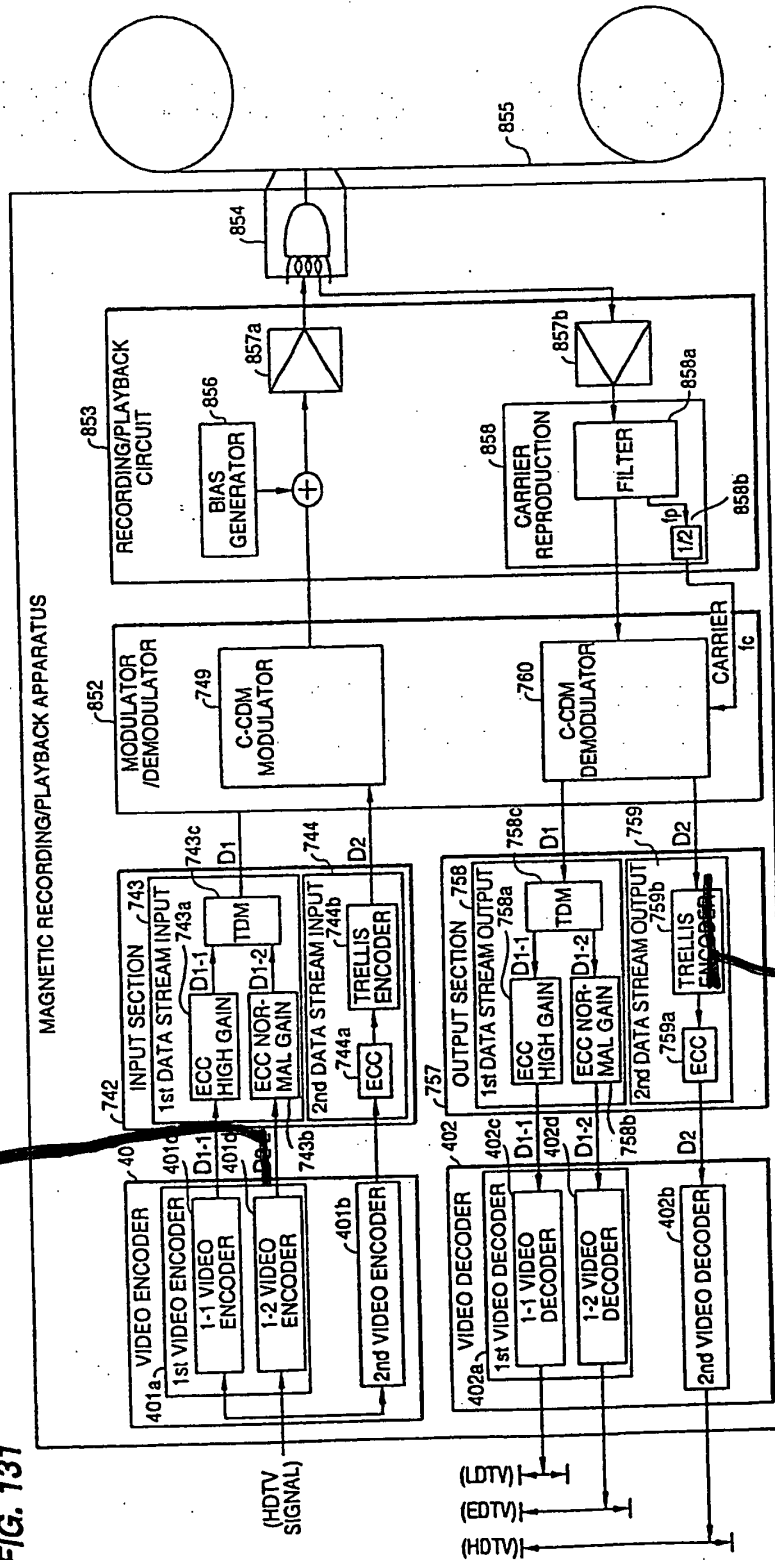 FIG. 131
MAGNETIC RECORDING/PLAYBACK APPARATUS
(HDTV
SIGNAL)
VIDEO ENCODER
40
401a
1st VIDEO ENCODER
1-1 VIDEO
ENCODER
1-2 VIDEO
ENCODER
2nd VIDEO ENCODER
401b
D1-1
401d
742
INPUT SECTION
743
1st DATA STREAM INPUT
743a
743c
ECC
HIGH GAIN
D1-1
TDM
ECC NOR-
MAL GAIN
D1-2
743b
D1
2nd DATA STREAM INPUT
744
744a
744b
ECC
TRELLIS
ENCODER
D2
852
MODULATOR
/DEMODULATOR
749
C-CDM
MODULATOR
853
RECORDING/PLAYBACK
CIRCUIT
856
BIAS
GENERATOR
+
857a
854
855
(LDTV)
(EDTV)
(HDTV)
VIDEO DECODER
402
402a
1st VIDEO DECODER
402c
1-1 VIDEO
DECODER
402d
1-2 VIDEO
DECODER
2nd VIDEO DECODER
402b
D1-1
D1-2
D2
757
OUTPUT SECTION
758
1st DATA STREAM OUTPUT
758a
758c
ECC
HIGH GAIN
D1-1
TDM
ECC NOR-
MAL GAIN
D1-2
758b
D1
2nd DATA STREAM OUTPUT
759
759a
759b
ECC
TRELLIS
ENCODER
D2
760
C-CDM
DEMODULATOR
CARRIER
fc
858
CARRIER
REPRODUCTION
FILTER
858a
fp
1/2
858b
857b